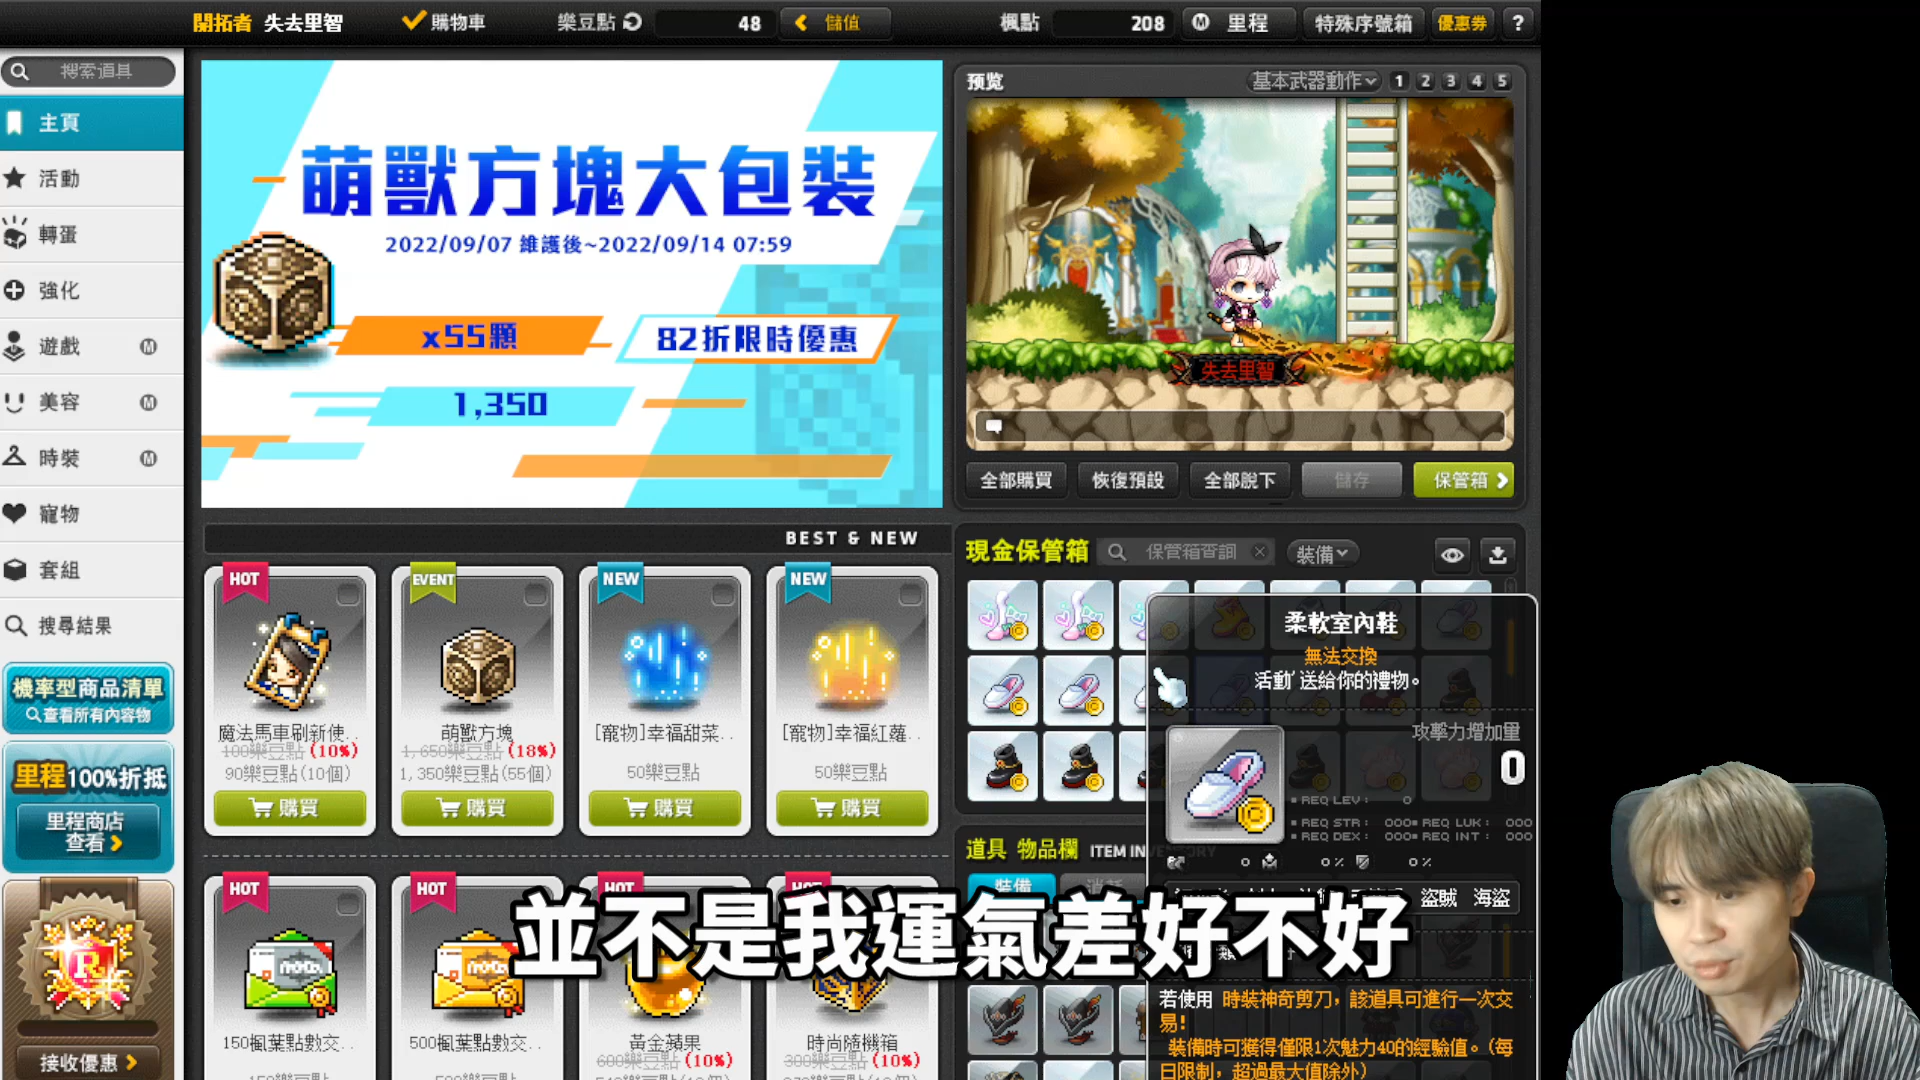 開拓者 失去里智
購物車
樂豆點 48
儲值
楓點 208
里程
特殊序號箱
優惠券
?
搜索道具
主頁
活動
轉蛋
強化
遊戲
美容
時裝
寵物
套組
搜尋結果
機率型商品清單
查看所有內容物
里程100%折抵
里程商店
查看
接收優惠
萌獸方塊大包裝
2022/09/07 維護後~2022/09/14 07:59
x55顆
82折限時優惠
1,350
预览
基本武器動作
1 2 3 4 5
失去里智
全部購買
恢復預設
全部脫下
儲存
保管箱
BEST & NEW
HOT
魔法馬車刷新使..
100樂豆點 (10%)
90樂豆點(10個)
購買
EVENT
萌獸方塊
1,650樂豆點 (18%)
1,350樂豆點(55個)
購買
NEW
[寵物]幸福甜菜..
50樂豆點
購買
NEW
[寵物]幸福紅蘿..
50樂豆點
購買
HOT
150楓葉點數交..
HOT
500楓葉點數交..
HOT
黃金蘋果
600樂豆點 (10%)
時尚隨機箱
300樂豆點 (10%)
現金保管箱
保管箱查詢
裝備
柔軟室內鞋
無法交換
活動 送給你的禮物。
攻擊力增加量
0
REQ LEV : 0
REQ STR : 000 REQ LUK : 000
REQ DEX : 000 REQ INT : 000
0 0% 0%
盜賊 海盜
道具 物品欄 ITEM INVENTORY
裝備
並不是我運氣差好不好
若使用 時裝神奇剪刀，該道具可進行一次交
易!
裝備時可獲得僅限1次魅力40的經驗值。(每
日限制，超過最大值除外)